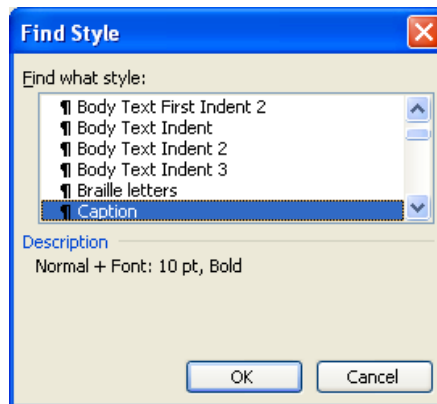 Find Style
Find what style:
¶ Body Text First Indent 2
¶ Body Text Indent
¶ Body Text Indent 2
¶ Body Text Indent 3
¶ Braille letters
¶ Caption
Description
Normal + Font: 10 pt, Bold
OK Cancel